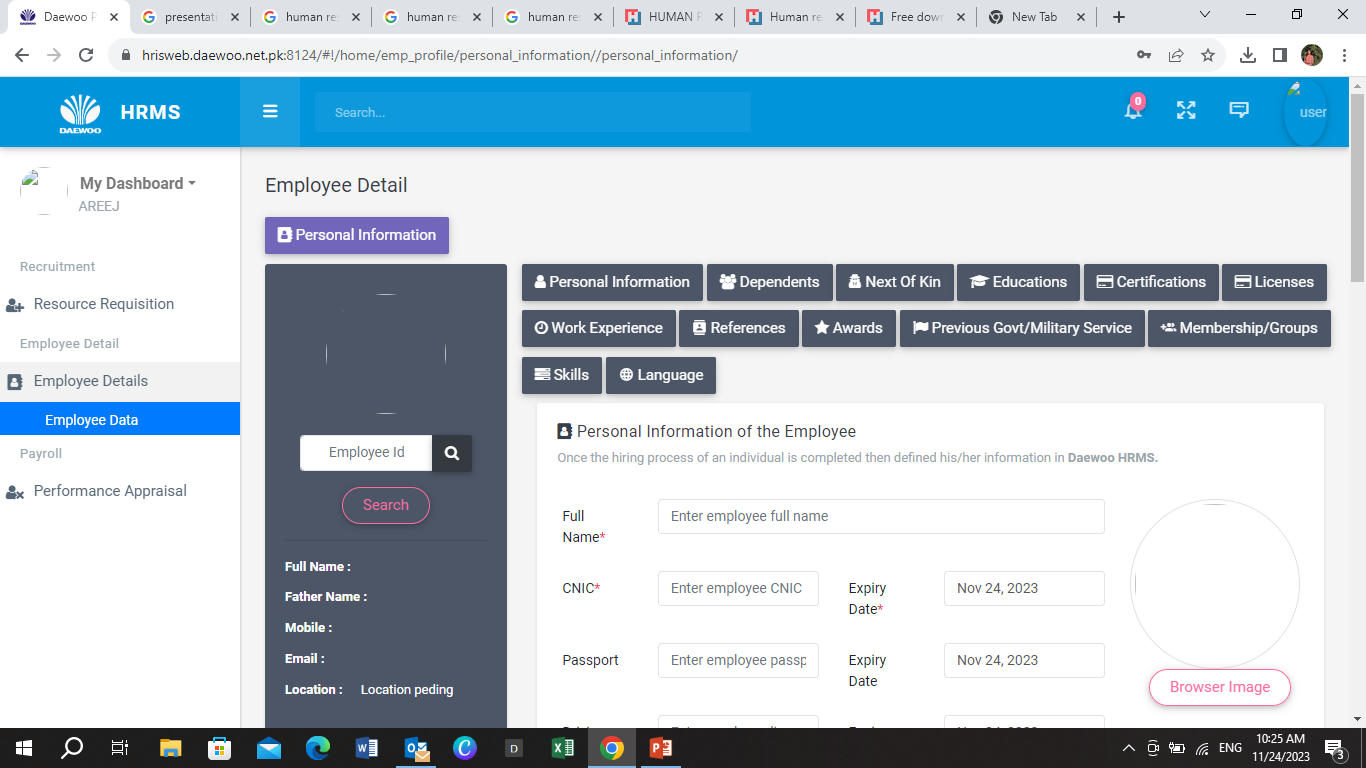 Daewoo P
presentati
human re
human re
human re
HUMAN R
Human re
Free dow
New Tab
hrisweb.daewoo.net.pk:8124/#!/home/emp_profile/personal_information//personal_information/
DAEWOO
HRMS
Search...
0
user
My Dashboard
AREEJ
Recruitment
Resource Requisition
Employee Detail
Employee Details
Employee Data
Payroll
Performance Appraisal
Employee Detail
Personal Information
Employee Id
Search
Full Name :
Father Name :
Mobile :
Email :
Location : Location peding
Personal Information Dependents Next Of Kin Educations Certifications Licenses
Work Experience References Awards Previous Govt/Military Service Membership/Groups
Skills Language
Personal Information of the Employee
Once the hiring process of an individual is completed then defined his/her information in Daewoo HRMS.
Full Name* Enter employee full name
CNIC* Enter employee CNIC Expiry Date* Nov 24, 2023
Passport Enter employee passp Expiry Date Nov 24, 2023
Browser Image
D
ENG
10:25 AM
11/24/2023
3